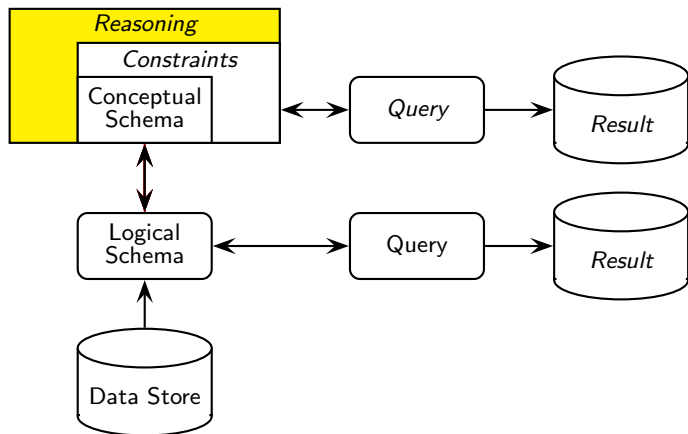 Reasoning
Constraints
Conceptual
Schema
Query
Result
Logical
Schema
Query
Result
Data Store